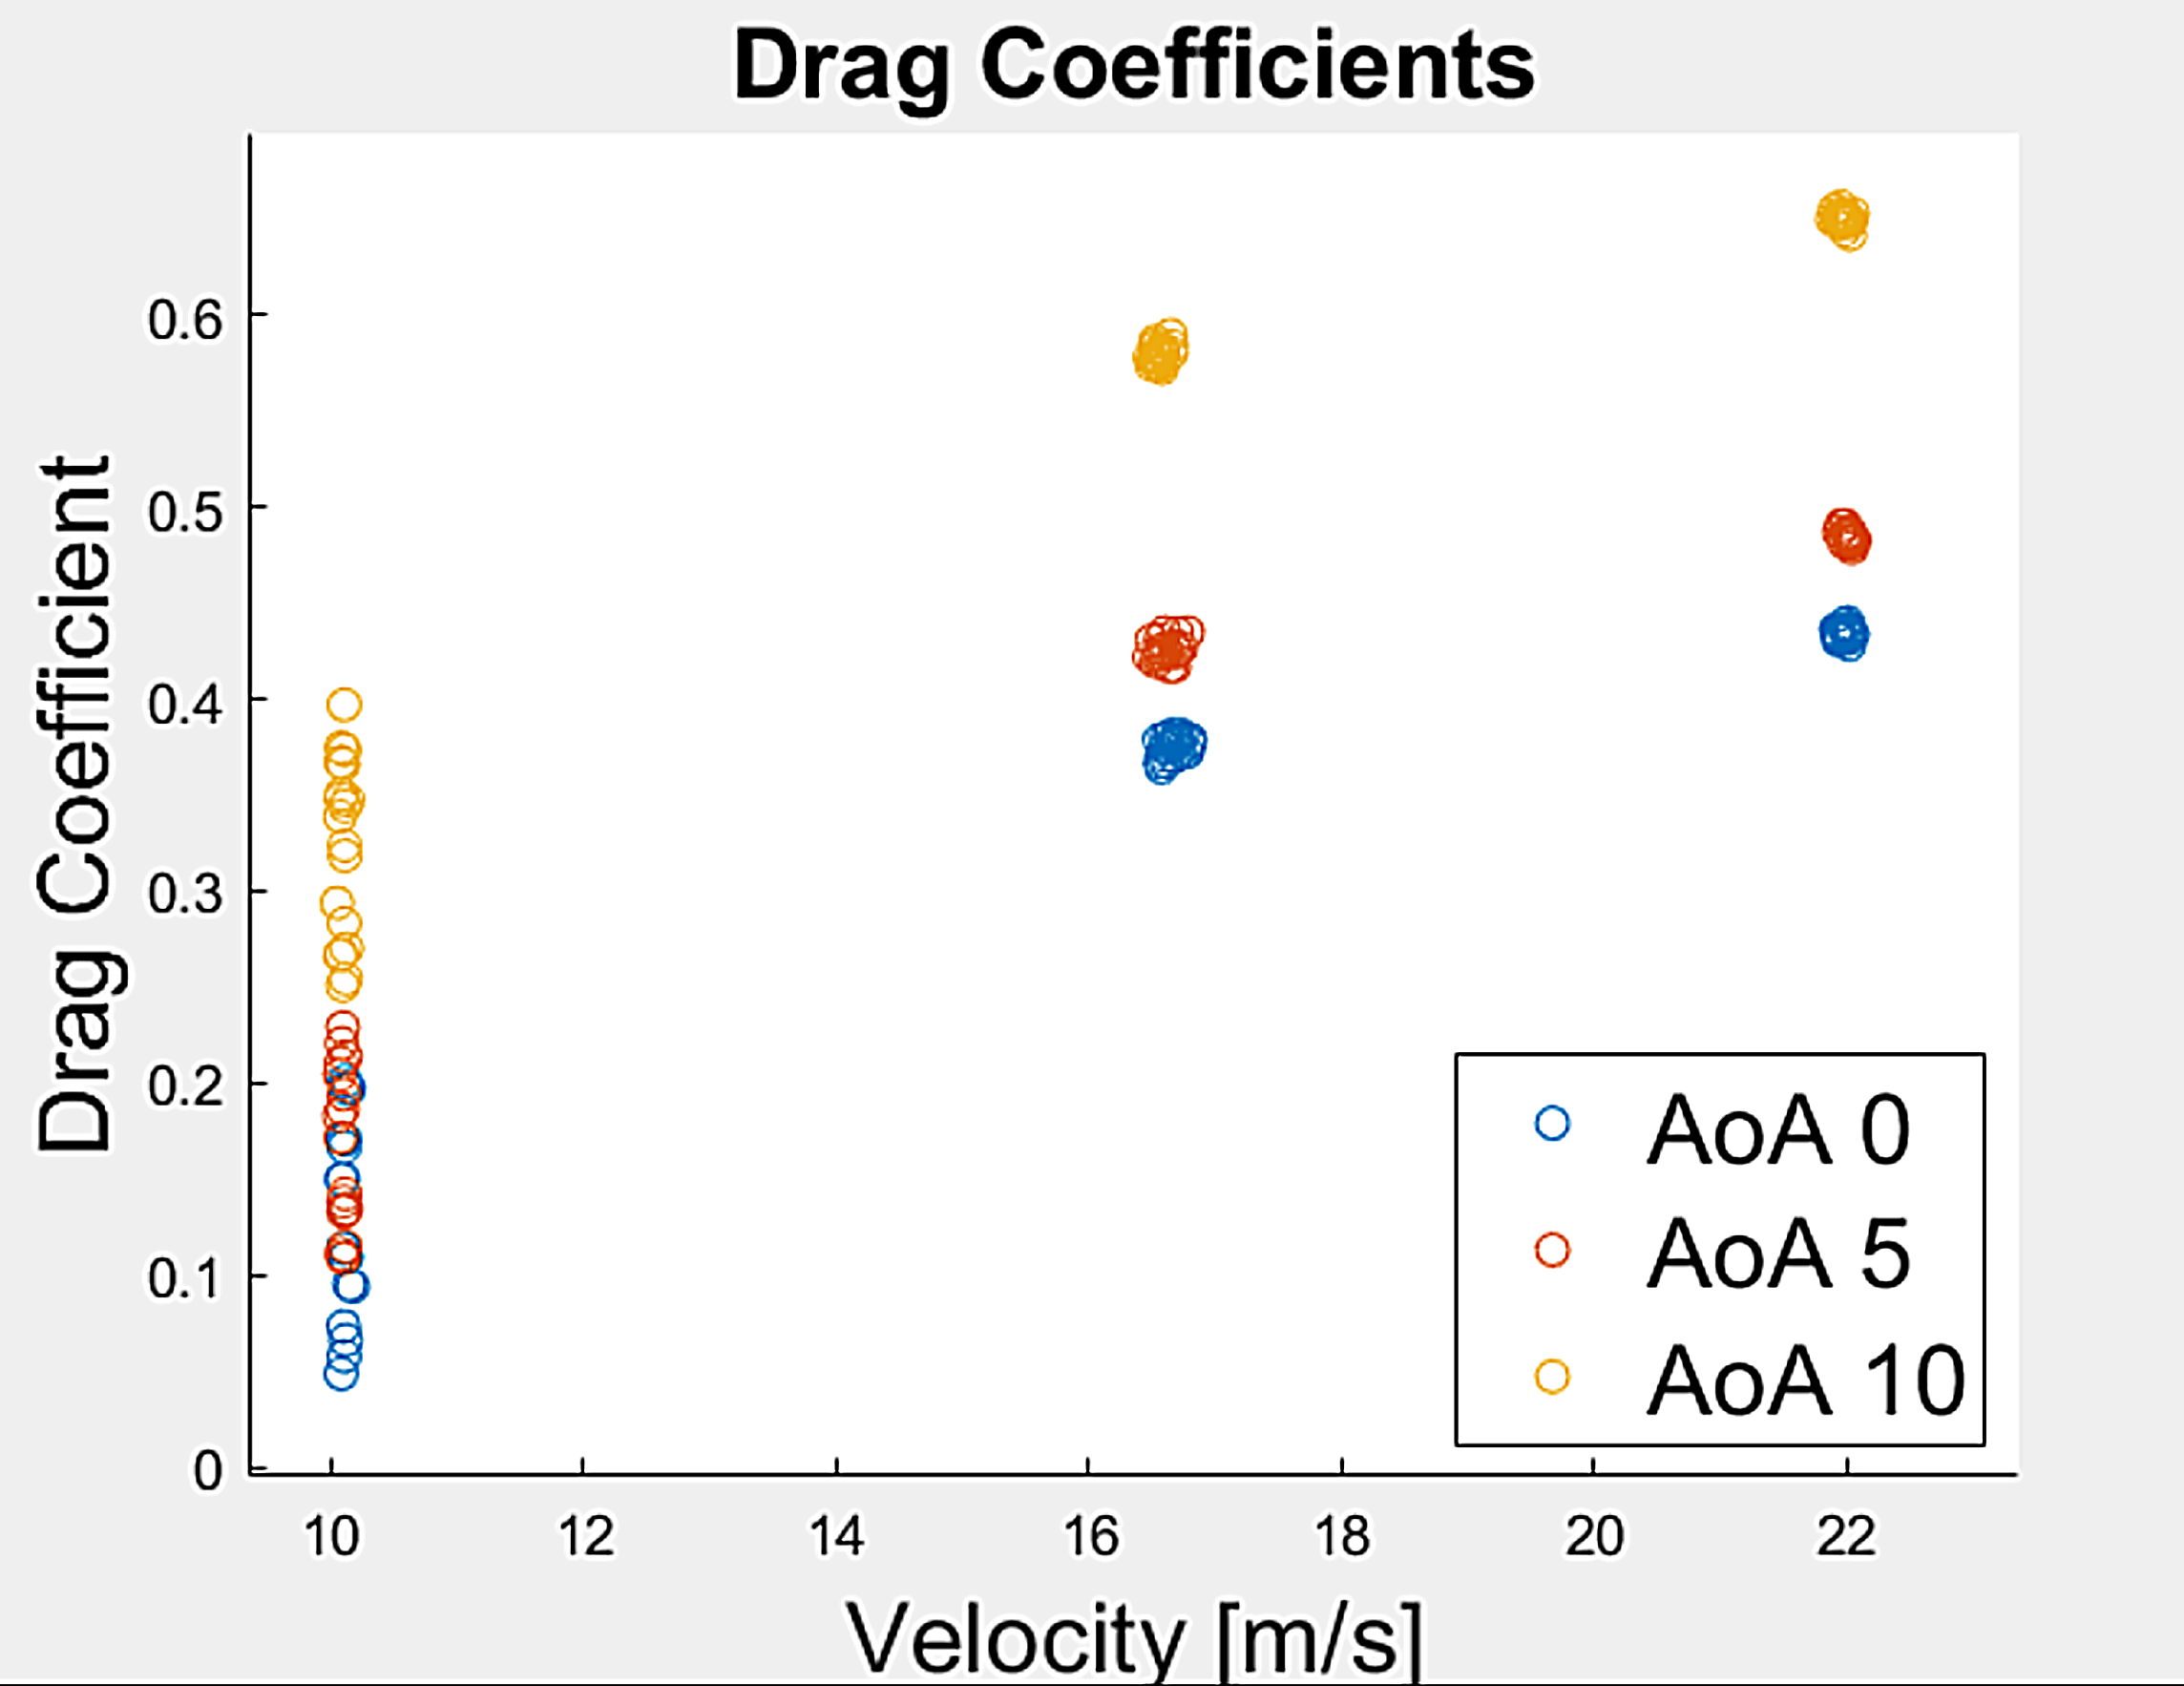 Drag Coefficients
Drag Coefficient
0.6
0.5
0.4
0.3
0.2
0.1
0
AoA 0
AoA 5
AoA 10
10 12 14 16 18 20 22
Velocity [m/s]